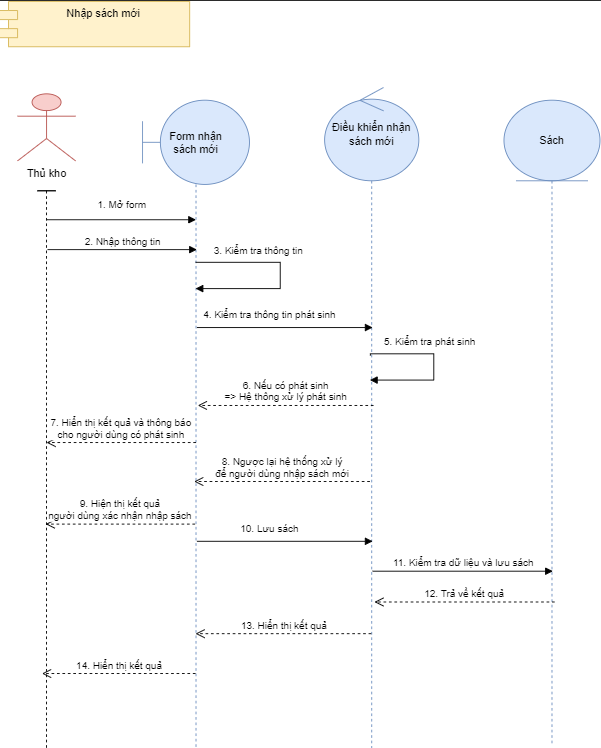 Nhập sách mới
Form nhận
sách mới
Điều khiển nhận
sách mới
Sách
Thủ kho
1. Mở form
2. Nhập thông tin
3. Kiểm tra thông tin
4. Kiểm tra thông tin phát sinh
5. Kiểm tra phát sinh
6. Nếu có phát sinh
=> Hệ thống xử lý phát sinh
7. Hiển thị kết quả và thông báo
cho người dùng có phát sinh
8. Ngược lại hệ thống xử lý
để người dùng nhập sách mới
9. Hiện thị kết quả
người dùng xác nhận nhập sách
10. Lưu sách
11. Kiểm tra dữ liệu và lưu sách
12. Trả về kết quả
13. Hiển thị kết quả
14. Hiển thị kết quả